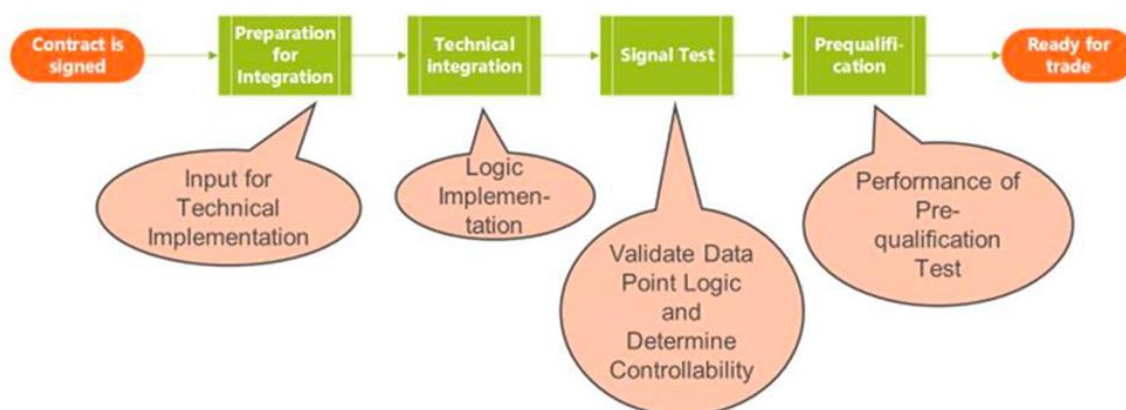 Contract is
signed
Preparation
for
Integration
Technical
integration
Signal Test
Prequalifi-
cation
Ready for
trade
Input for
Technical
Implementation
Logic
Implemen-
tation
Validate Data
Point Logic
and
Determine
Controllability
Performance of
Pre-
qualification
Test